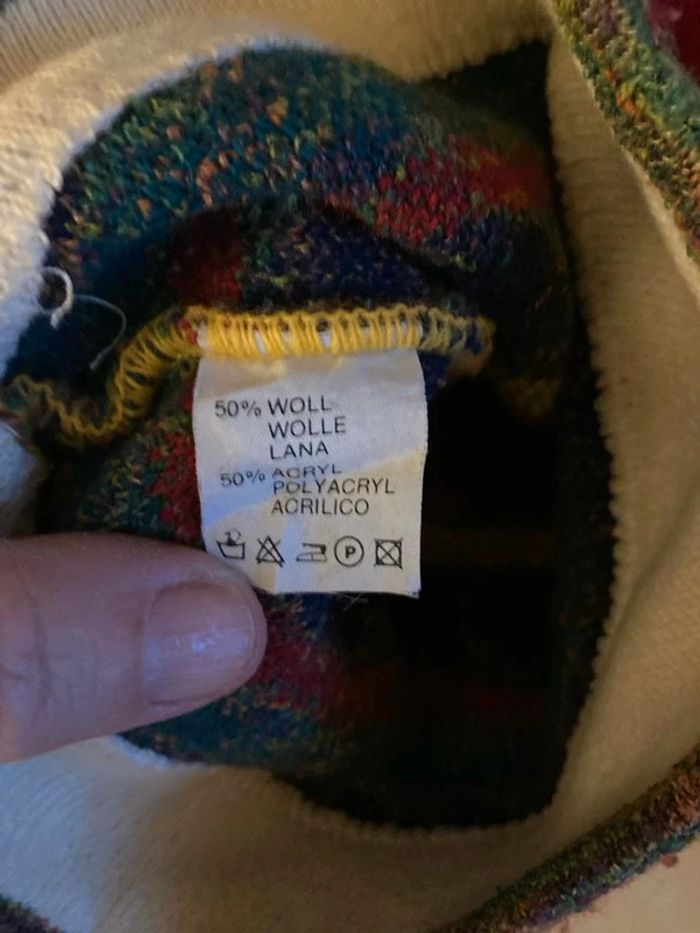 50% WOLL
WOLLE
LANA
50% ACRYL
POLYACRYL
ACRILICO
P